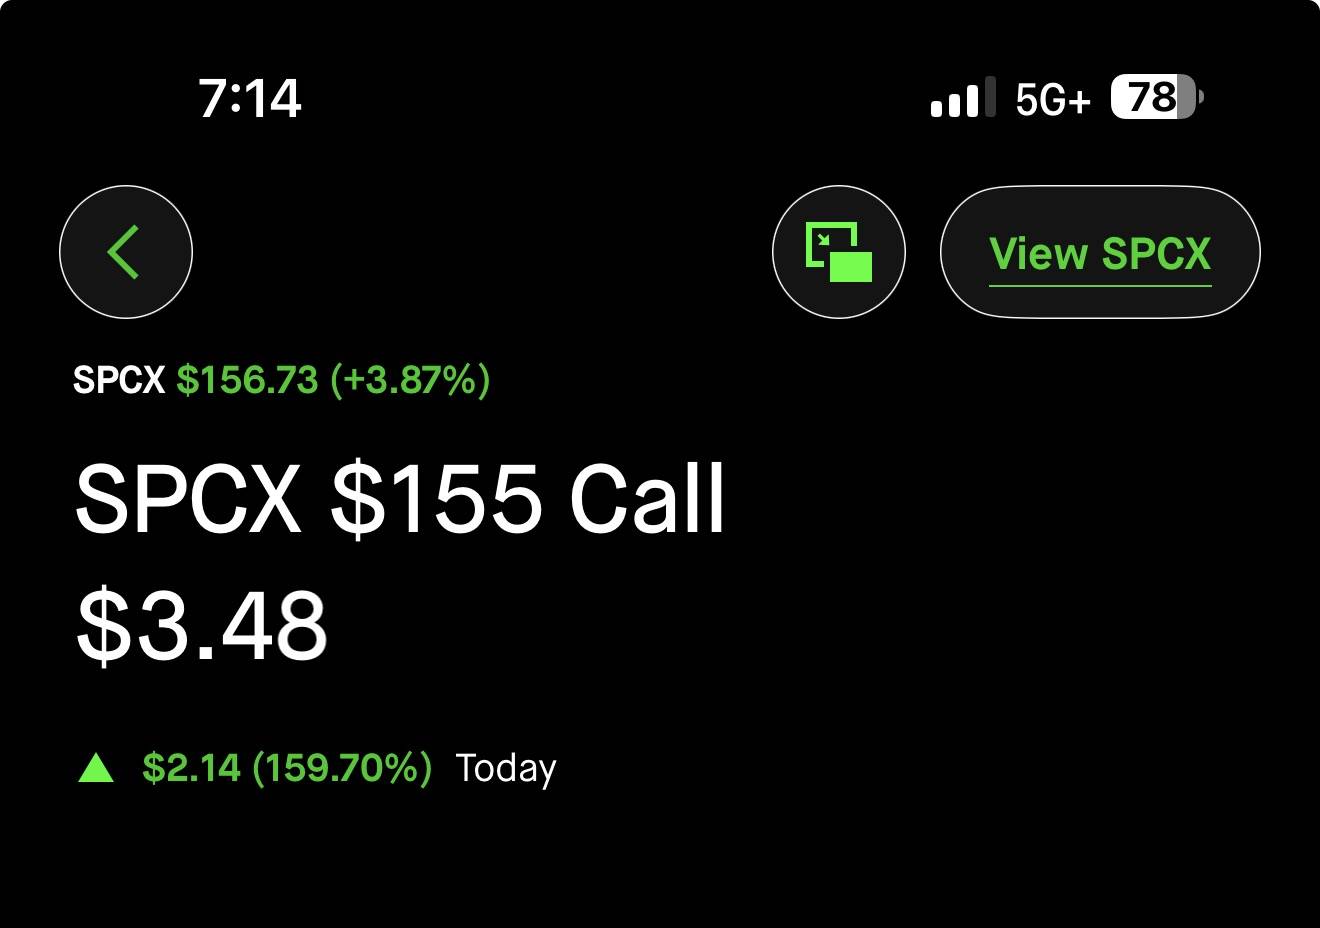 7:14 5G+ 78
View SPCX
SPCX $156.73 (+3.87%)
SPCX $155 Call
$3.48
▲ $2.14 (159.70%) Today